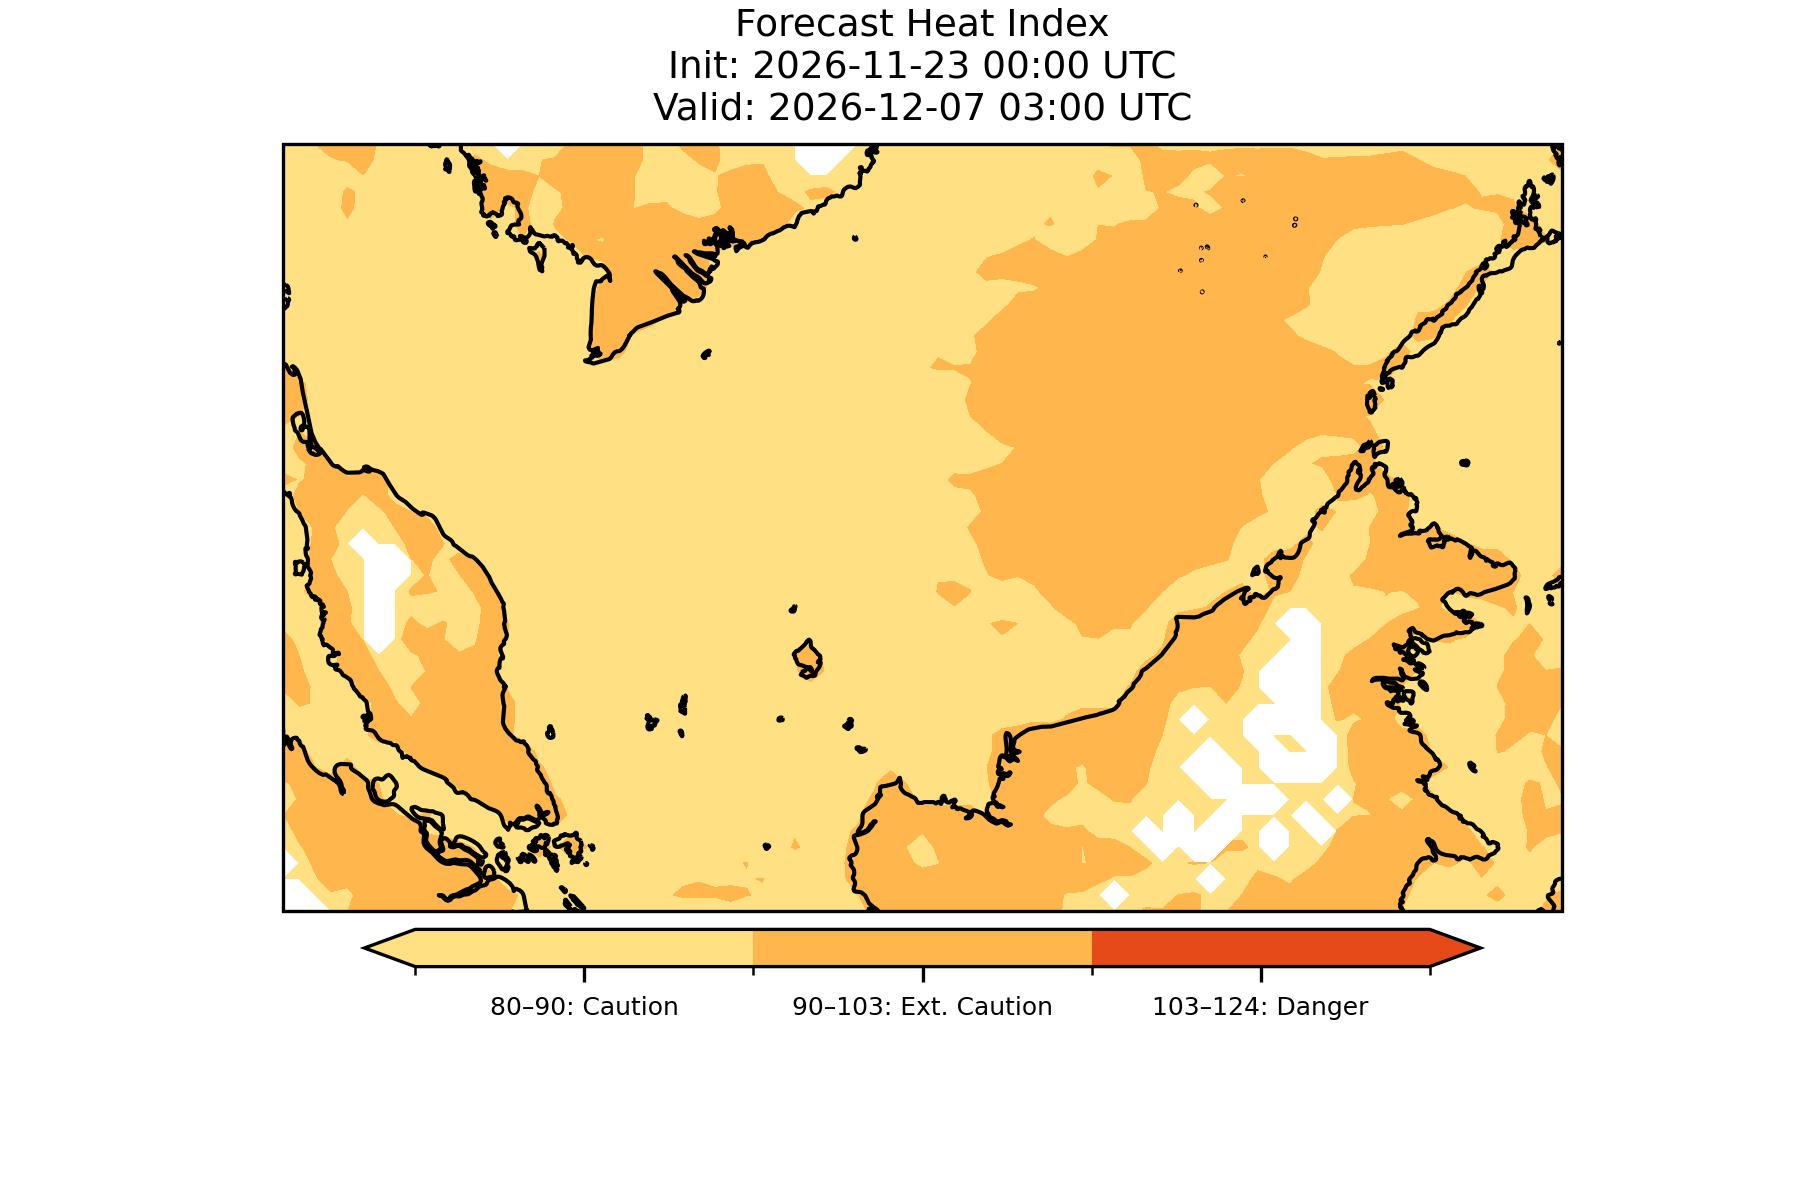 Forecast Heat Index
Init: 2026-11-23 00:00 UTC
Valid: 2026-12-07 03:00 UTC
80–90: Caution
90–103: Ext. Caution
103–124: Danger